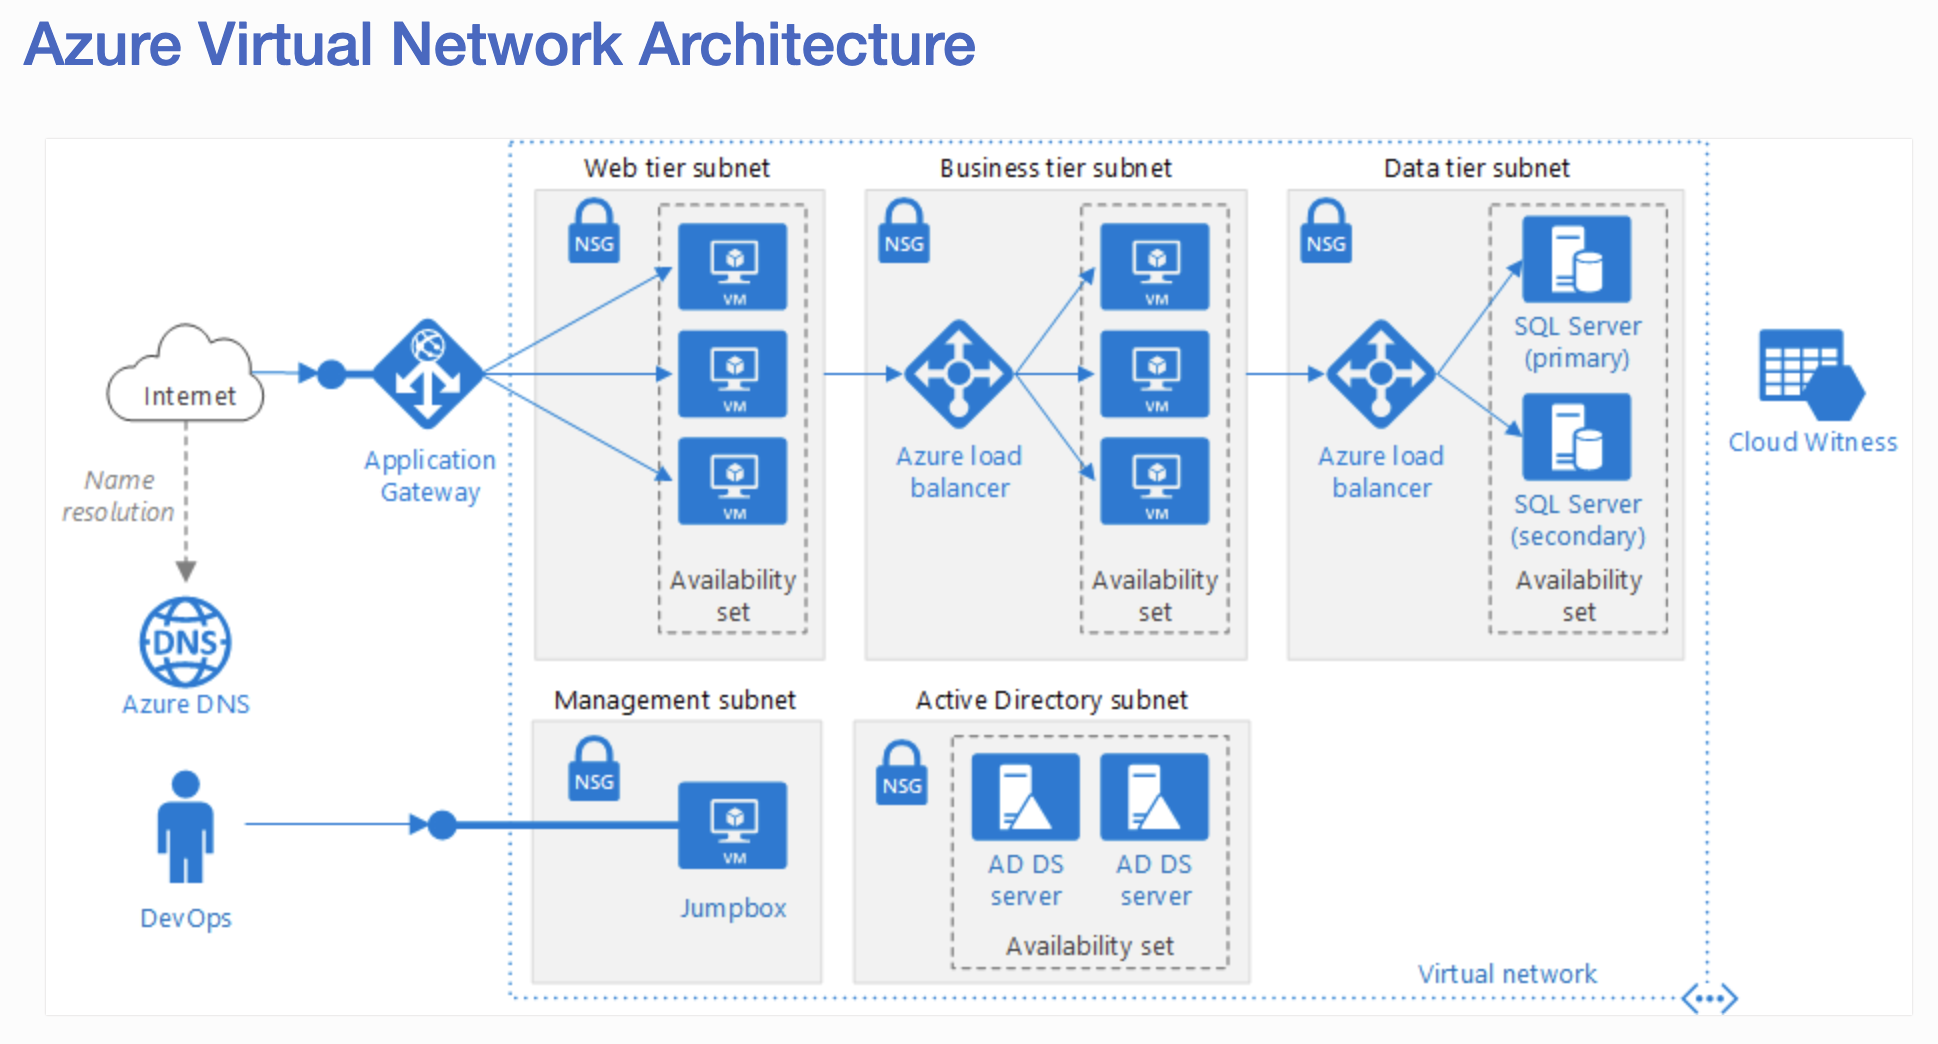 Azure Virtual Network Architecture
Web tier subnet
Business tier subnet
Data tier subnet
NSG
VM
VM
VM
Availability
set
NSG
Azure load
balancer
VM
VM
VM
Availability
set
NSG
Azure load
balancer
SQL Server
(primary)
SQL Server
(secondary)
Availability
set
Internet
Application
Gateway
Name
resolution
DNS
Azure DNS
Cloud Witness
Management subnet
Active Directory subnet
NSG
VM
Jumpbox
NSG
AD DS
server
AD DS
server
Availability set
DevOps
Virtual network